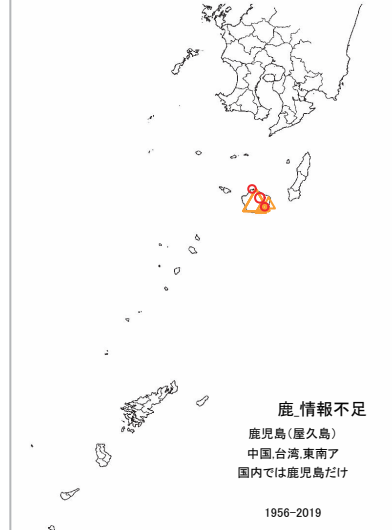 鹿_情報不足
鹿児島（屋久島）
中国,台湾,東南ア
国内では鹿児島だけ
1956-2019